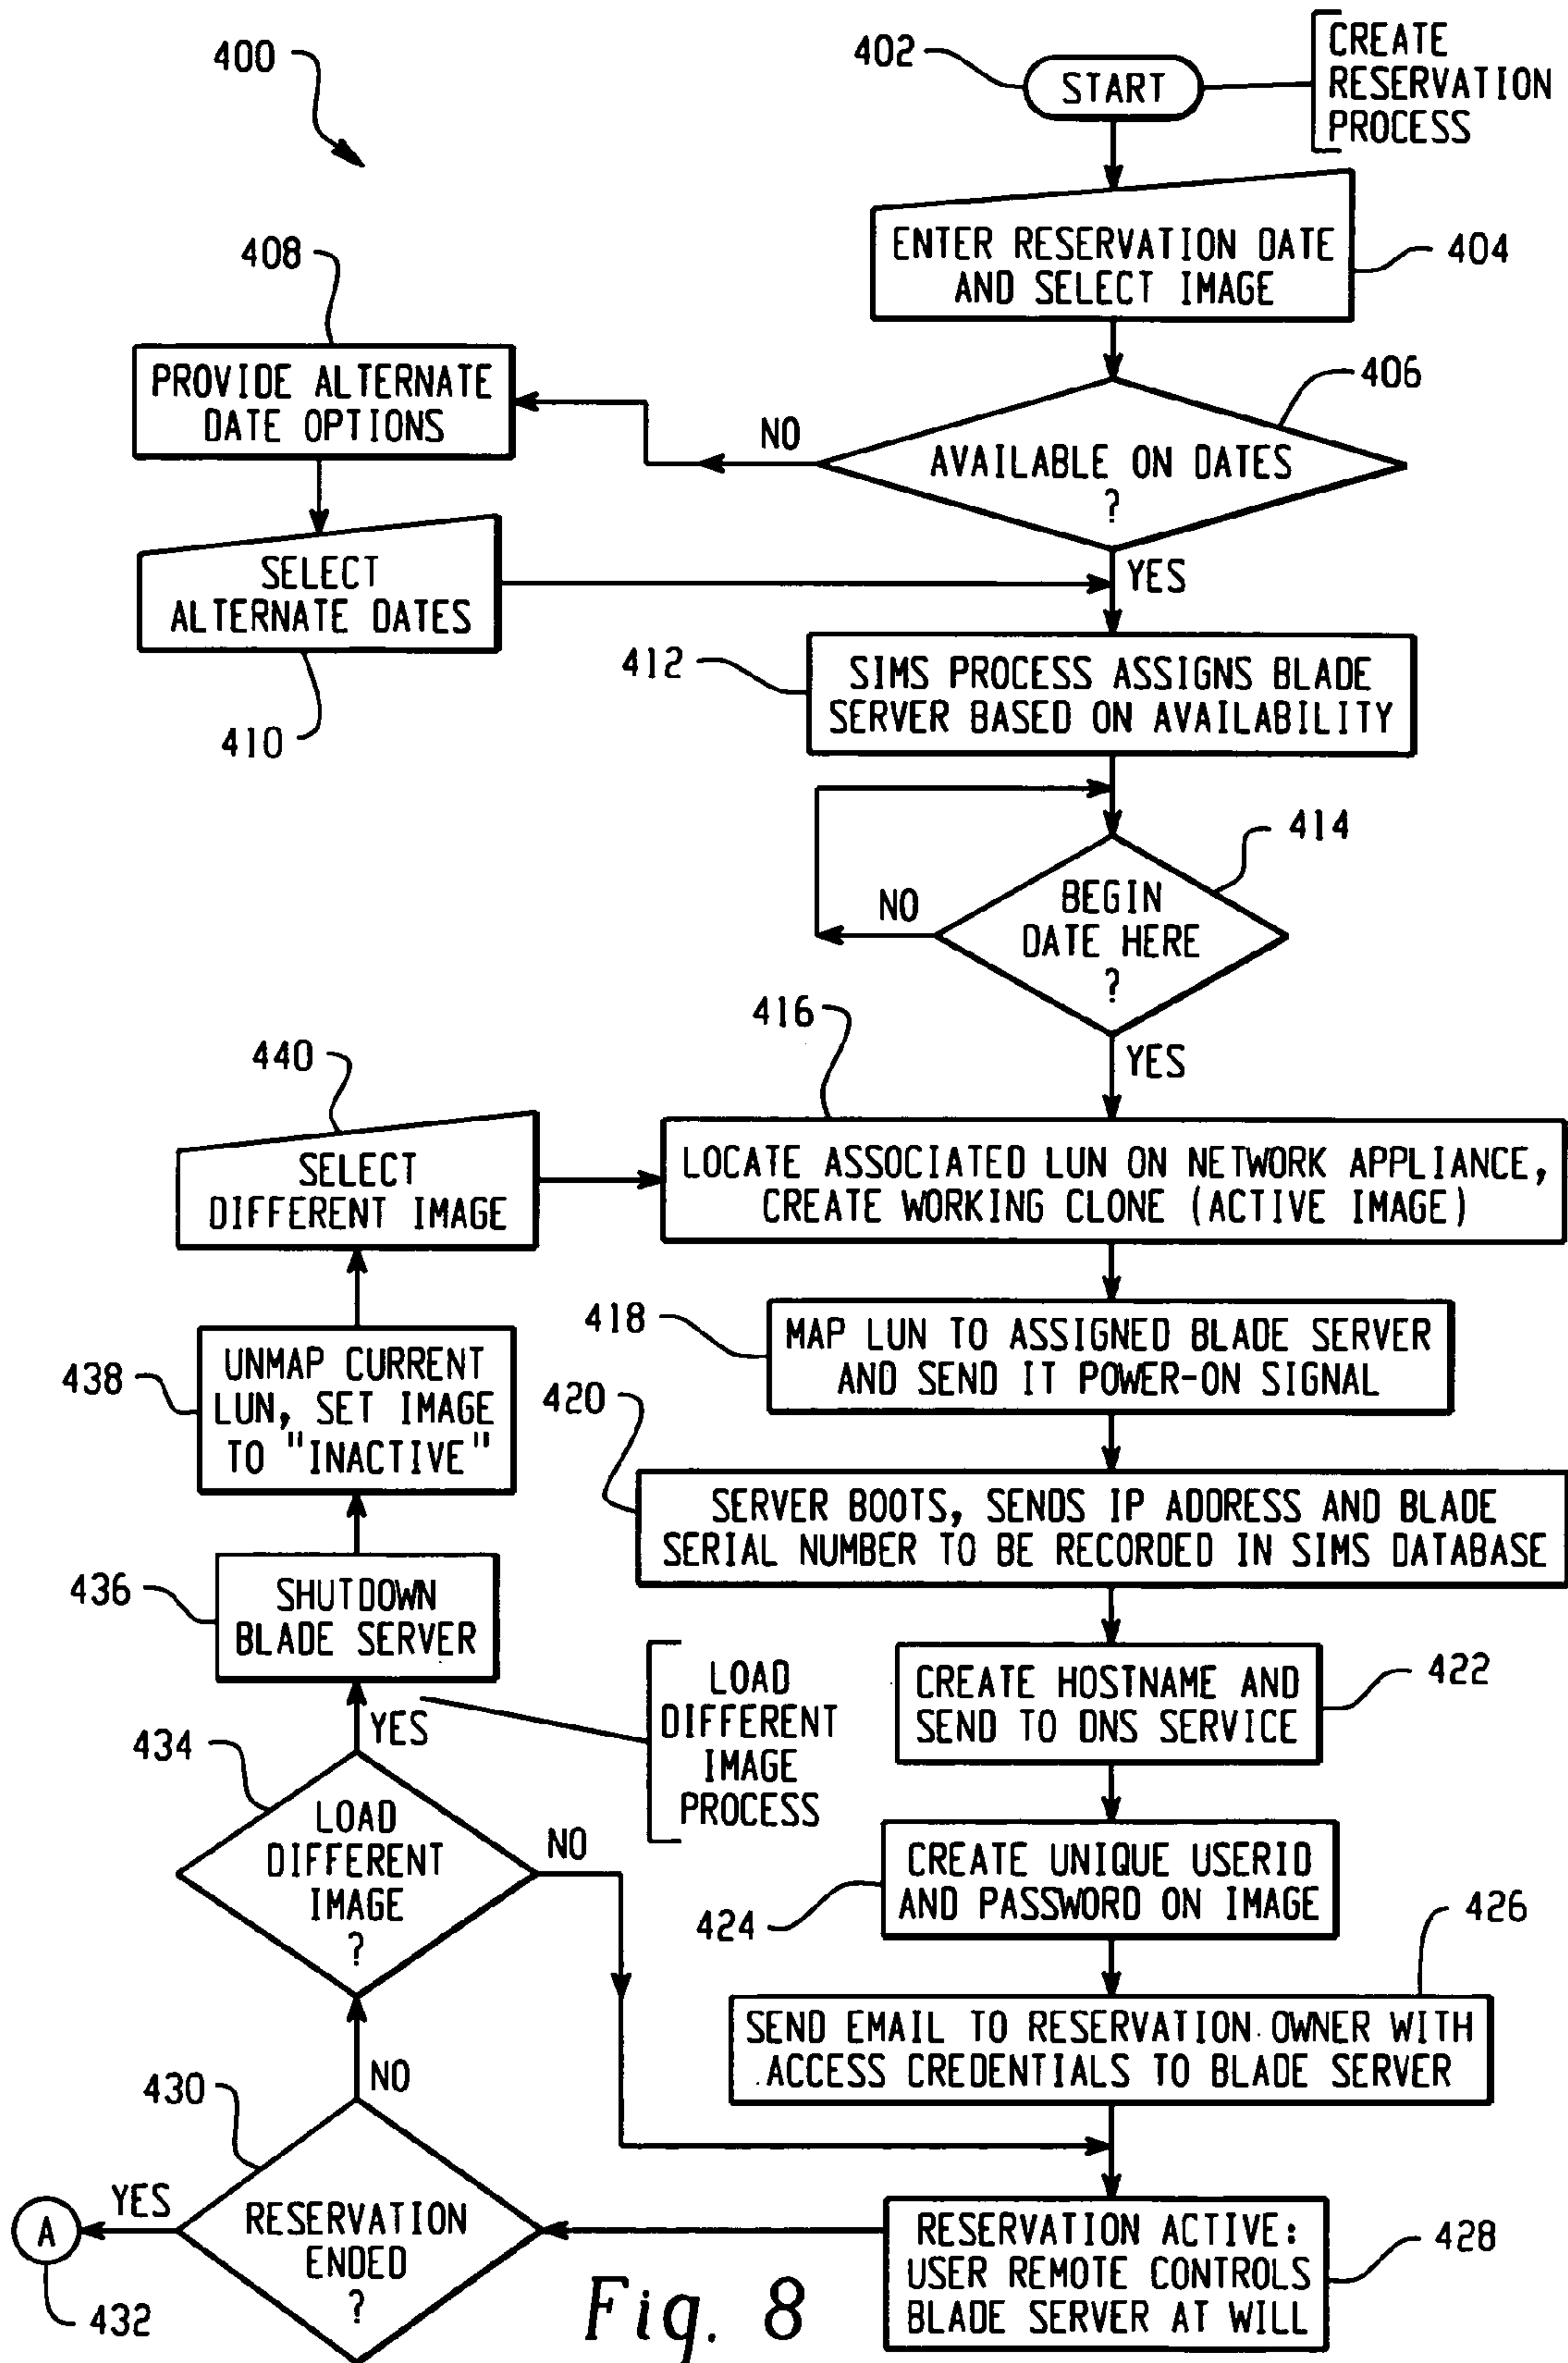 400
402
START
CREATE
RESERVATION
PROCESS
ENTER RESERVATION DATE
AND SELECT IMAGE
404
408
PROVIDE ALTERNATE
DATE OPTIONS
NO
AVAILABLE ON DATES
?
406
YES
SELECT
ALTERNATE DATES
410
412
SIMS PROCESS ASSIGNS BLADE
SERVER BASED ON AVAILABILITY
414
NO
BEGIN
DATE HERE
?
YES
416
440
SELECT
DIFFERENT IMAGE
LOCATE ASSOCIATED LUN ON NETWORK APPLIANCE,
CREATE WORKING CLONE (ACTIVE IMAGE)
418
MAP LUN TO ASSIGNED BLADE SERVER
AND SEND IT POWER-ON SIGNAL
438
UNMAP CURRENT
LUN, SET IMAGE
TO "INACTIVE"
420
SERVER BOOTS, SENDS IP ADDRESS AND BLADE
SERIAL NUMBER TO BE RECORDED IN SIMS DATABASE
436
SHUTDOWN
BLADE SERVER
LOAD
DIFFERENT
IMAGE
PROCESS
CREATE HOSTNAME AND
SEND TO DNS SERVICE
422
YES
434
LOAD
DIFFERENT
IMAGE
?
NO
CREATE UNIQUE USERID
AND PASSWORD ON IMAGE
424
426
SEND EMAIL TO RESERVATION OWNER WITH
ACCESS CREDENTIALS TO BLADE SERVER
NO
430
RESERVATION
ENDED
?
YES
A
432
RESERVATION ACTIVE:
USER REMOTE CONTROLS
BLADE SERVER AT WILL
428
Fig. 8